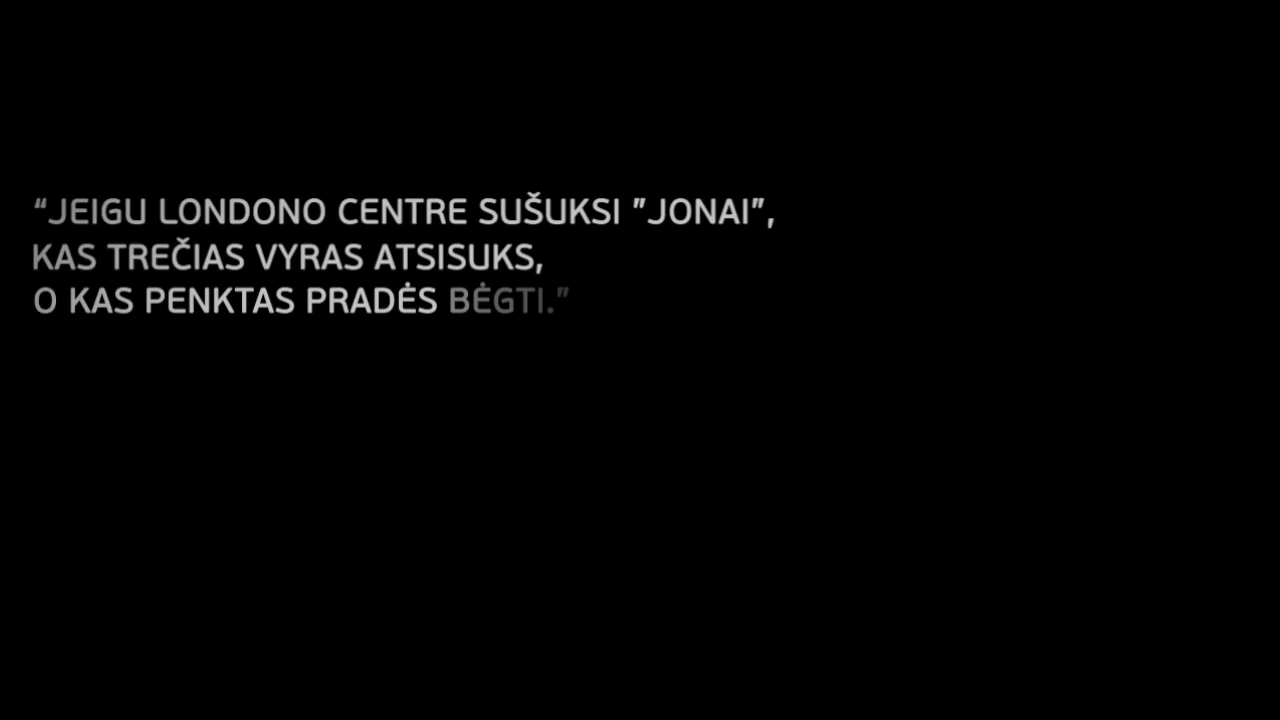 “JEIGU LONDONO CENTRE SUŠUKSI ”JONAI”,
KAS TREČIAS VYRAS ATSISUKS,
O KAS PENKTAS PRADĖS BĖGTI.”